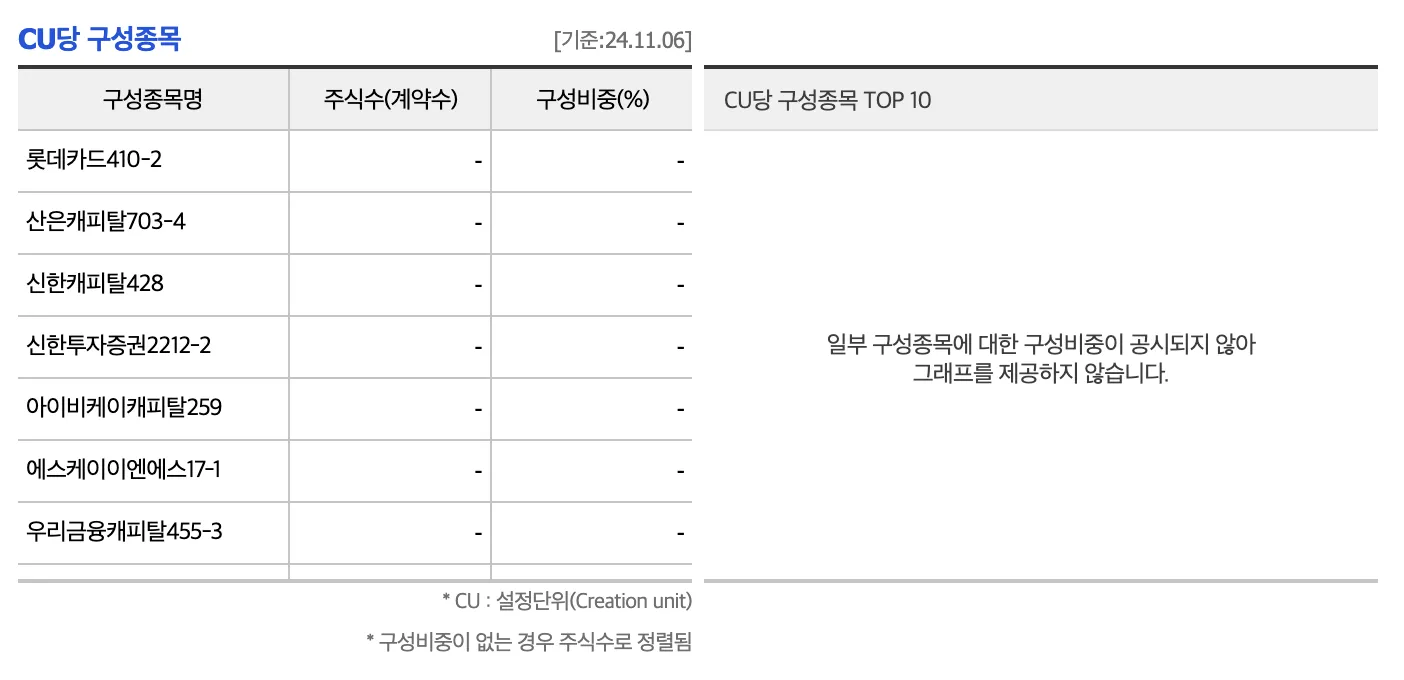 CU당 구성종목
[기준:24.11.06]
구성종목명 주식수(계약수) 구성비중(%)
롯데카드410-2 - -
산은캐피탈703-4 - -
신한캐피탈428 - -
신한투자증권2212-2 - -
아이비케이캐피탈259 - -
에스케이이엔에스17-1 - -
우리금융캐피탈455-3 - -
* CU : 설정단위(Creation unit)
* 구성비중이 없는 경우 주식수로 정렬됨
CU당 구성종목 TOP 10
일부 구성종목에 대한 구성비중이 공시되지 않아
그래프를 제공하지 않습니다.